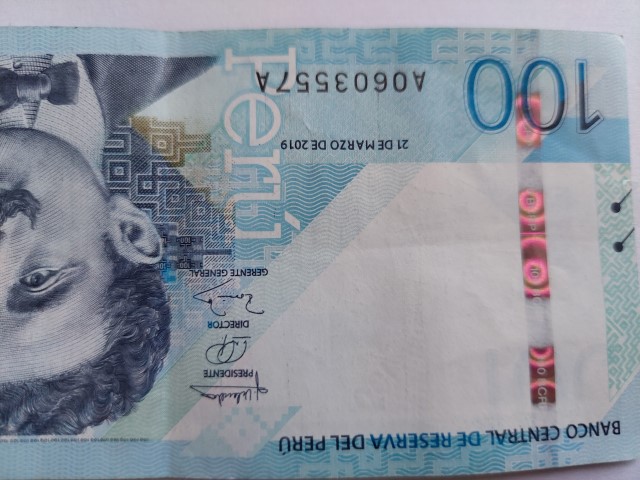 BANCO CENTRAL DE RESERVA DEL PERÚ
PRESIDENTE
DIRECTOR
GERENTE GENERAL
21 DE MARZO DE 2019
Perú
A0603557A
100